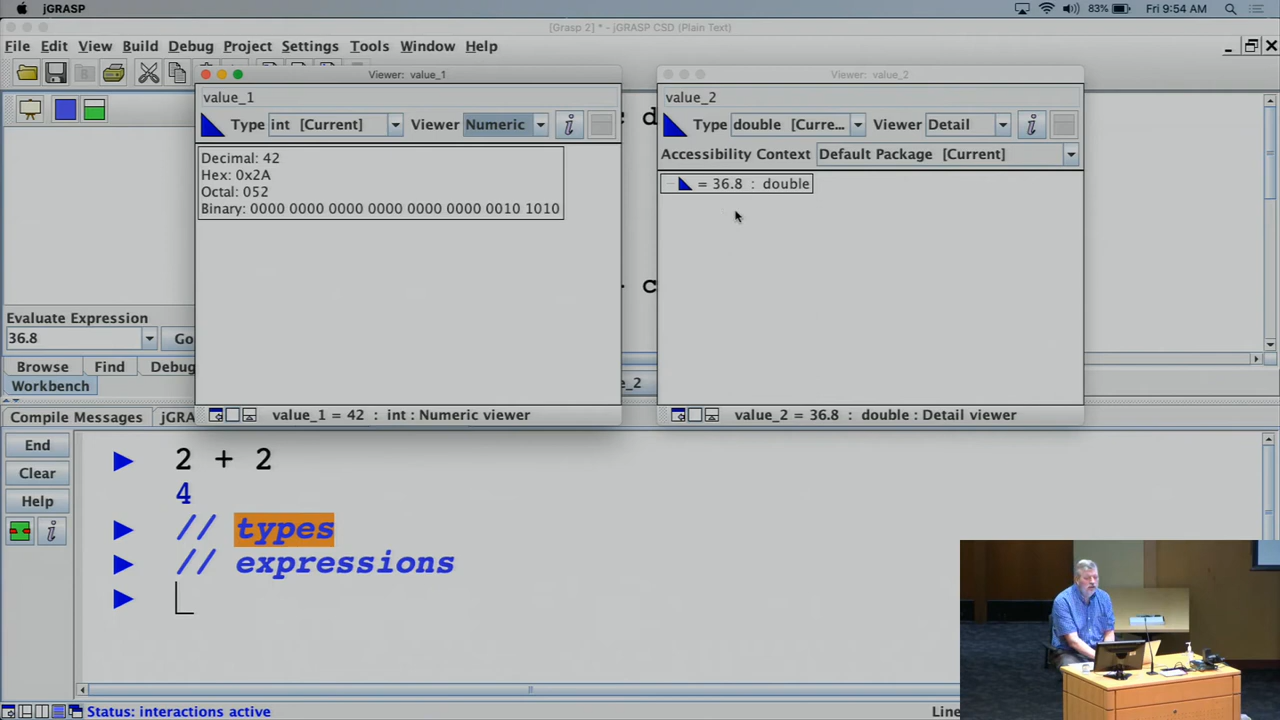 jGRASP
83%
Fri 9:54 AM
[Grasp 2] * - jGRASP CSD (Plain Text)
File Edit View Build Debug Project Settings Tools Window Help
Viewer: value_1
value_1
Type int [Current] Viewer Numeric
Decimal: 42
Hex: 0x2A
Octal: 052
Binary: 0000 0000 0000 0000 0000 0000 0010 1010
value_1 = 42 : int : Numeric viewer
Viewer: value_2
value_2
Type double [Curre... Viewer Detail
Accessibility Context Default Package [Current]
= 36.8 : double
value_2 = 36.8 : double : Detail viewer
Evaluate Expression
36.8
Go
Browse Find Debug
Workbench
Compile Messages
End
Clear
Help
2 + 2
4
// types
// expressions
Status: interactions active